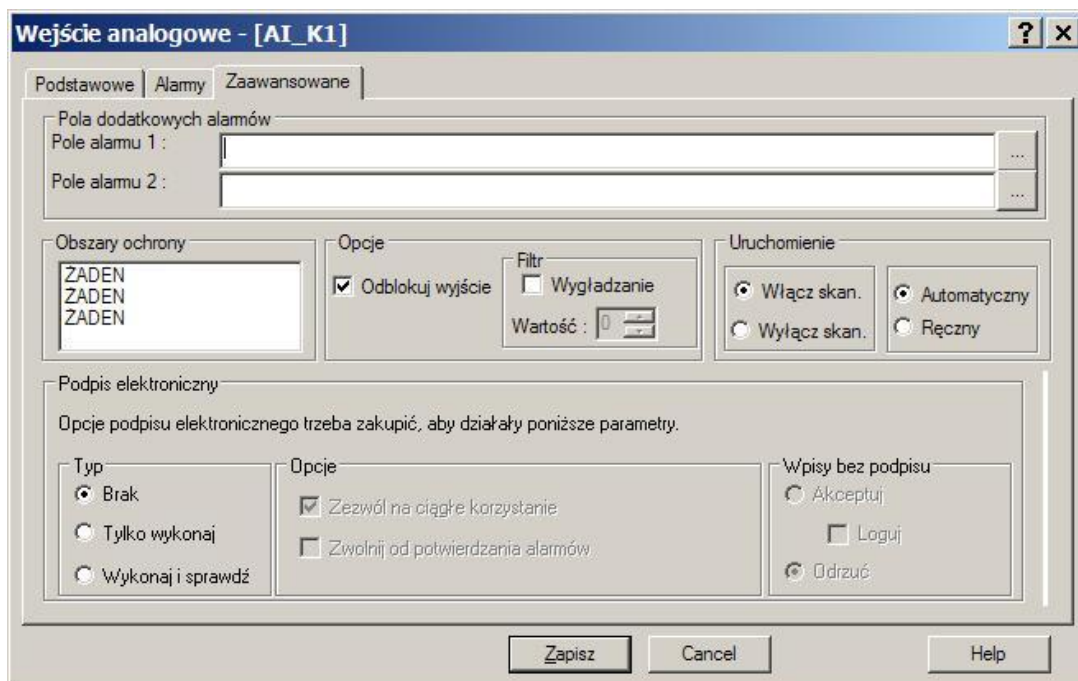 Wejście analogowe - [AI_K1]
Podstawowe Alarmy Zaawansowane
Pola dodatkowych alarmów
Pole alarmu 1 :
...
Pole alarmu 2 :
...
Obszary ochrony
ŻADEN
ŻADEN
ŻADEN
Opcje
Odblokuj wyjście
Filtr
Wygładzanie
Wartość : 0
Uruchomienie
Włącz skan.
Wyłącz skan.
Automatyczny
Ręczny
Podpis elektroniczny
Opcje podpisu elektronicznego trzeba zakupić, aby działały poniższe parametry.
Typ
Brak
Tylko wykonaj
Wykonaj i sprawdź
Opcje
Zezwól na ciągłe korzystanie
Zwolnij od potwierdzania alarmów
Wpisy bez podpisu
Akceptuj
Loguj
Odrzuć
Zapisz Cancel Help